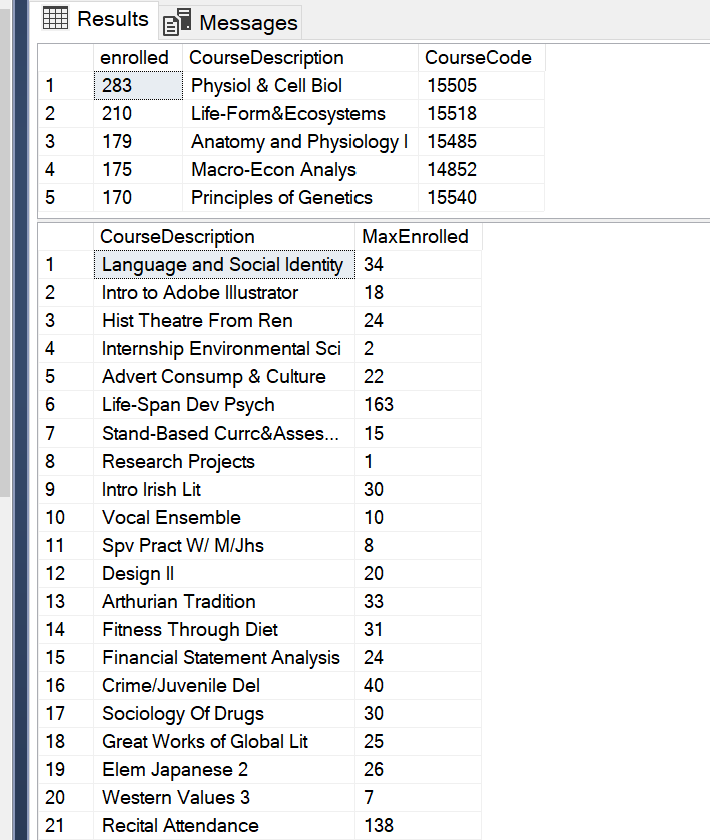 Results Messages
enrolled CourseDescription CourseCode
1 283 Physiol & Cell Biol 15505
2 210 Life-Form&Ecosystems 15518
3 179 Anatomy and Physiology I 15485
4 175 Macro-Econ Analys 14852
5 170 Principles of Genetics 15540
CourseDescription MaxEnrolled
1 Language and Social Identity 34
2 Intro to Adobe Illustrator 18
3 Hist Theatre From Ren 24
4 Internship Environmental Sci 2
5 Advert Consump & Culture 22
6 Life-Span Dev Psych 163
7 Stand-Based Currc&Asses... 15
8 Research Projects 1
9 Intro Irish Lit 30
10 Vocal Ensemble 10
11 Spv Pract W/ M/Jhs 8
12 Design II 20
13 Arthurian Tradition 33
14 Fitness Through Diet 31
15 Financial Statement Analysis 24
16 Crime/Juvenile Del 40
17 Sociology Of Drugs 30
18 Great Works of Global Lit 25
19 Elem Japanese 2 26
20 Western Values 3 7
21 Recital Attendance 138